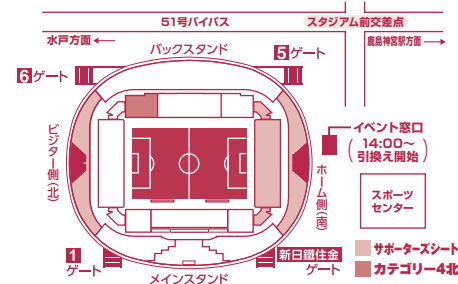 51号バイパス
スタジアム前交差点
水戸方面←
鹿島神宮駅方面→
バックスタンド
6ゲート
5ゲート
イベント窓口
(14:00～
引換え開始)
ビジター側(北)
ホーム側(南)
スポーツ
センター
1
ゲート
新日鐵住金
ゲート
メインスタンド
サポーターズシート
カテゴリー4北